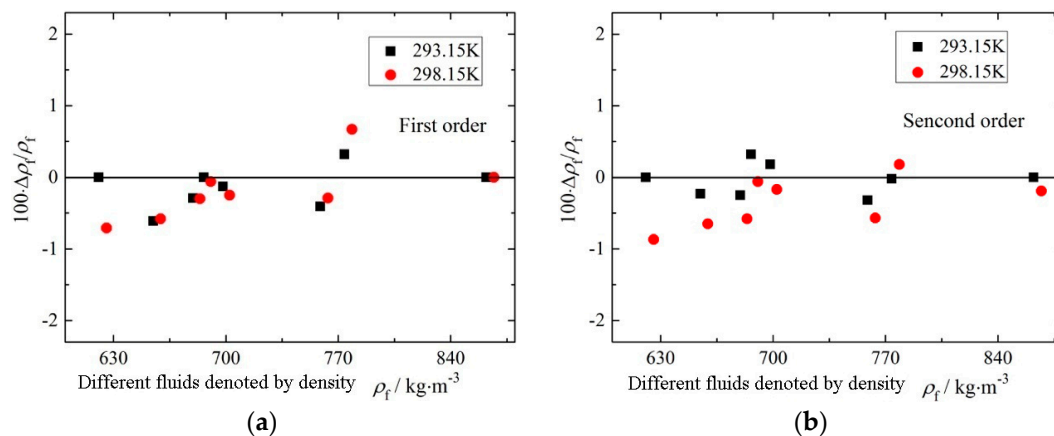 2
1
0
-1
-2
100·Δρf/ρf
293.15K
298.15K
First order
630 700 770 840
Different fluids denoted by density ρf / kg·m-3
(a)
2
1
0
-1
-2
100·Δρf/ρf
293.15K
298.15K
Sencond order
630 700 770 840
Different fluids denoted by density ρf / kg·m-3
(b)